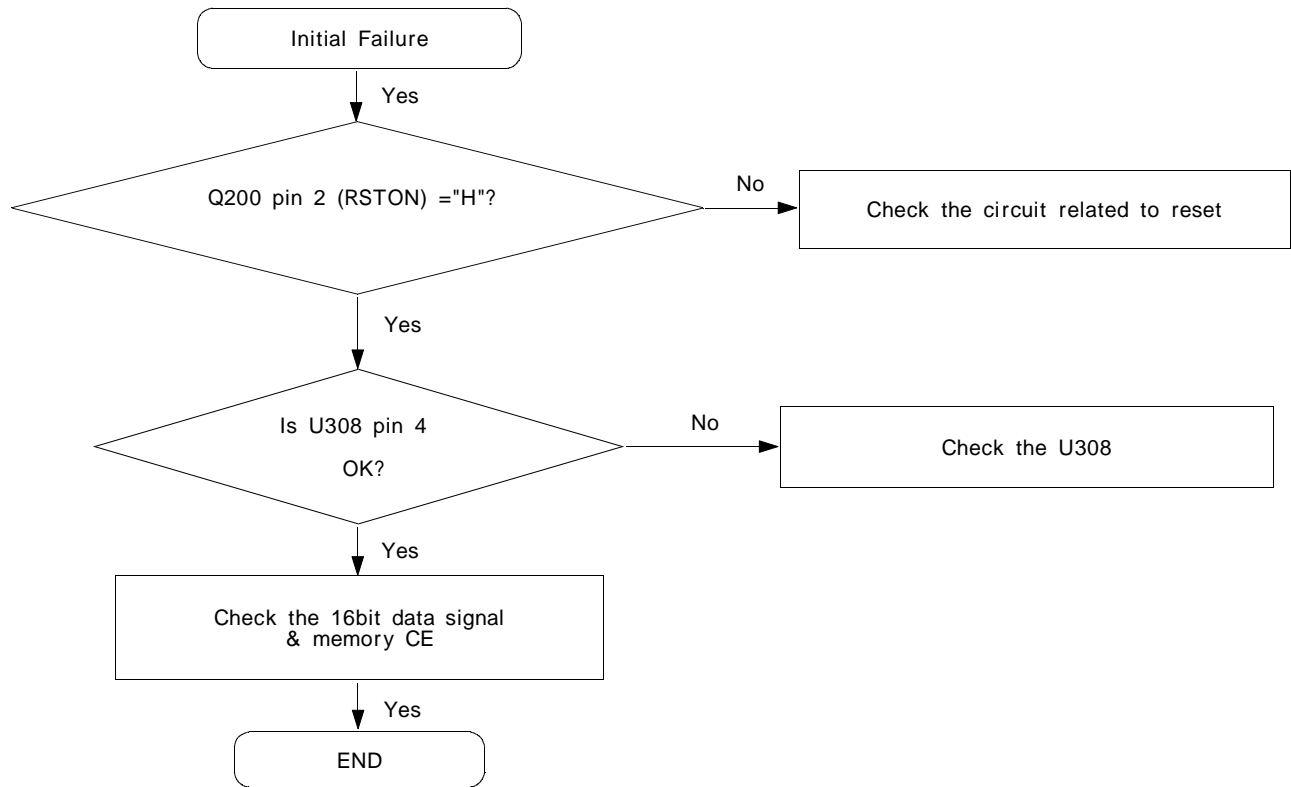 Initial Failure
Yes
Q200 pin 2 (RSTON) ="H"?
No
Check the circuit related to reset
Yes
Is U308 pin 4
OK?
No
Check the U308
Yes
Check the 16bit data signal
& memory CE
Yes
END